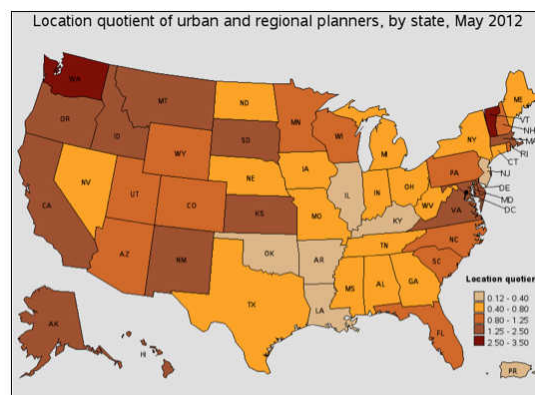 Location quotient of urban and regional planners, by state, May 2012
WA
MT
ND
MN
OR
ID
SD
WI
WY
MI
NY
ME
VT
NH
MA
RI
CT
NV
UT
NE
IA
IL
IN
OH
PA
NJ
DE
MD
DC
CA
CO
KS
MO
KY
WV
VA
AZ
NM
OK
AR
TN
NC
SC
TX
LA
MS
AL
GA
FL
AK
HI
PR
Location quotien
0.12 - 0.40
0.40 - 0.80
0.80 - 1.25
1.25 - 2.50
2.50 - 3.50